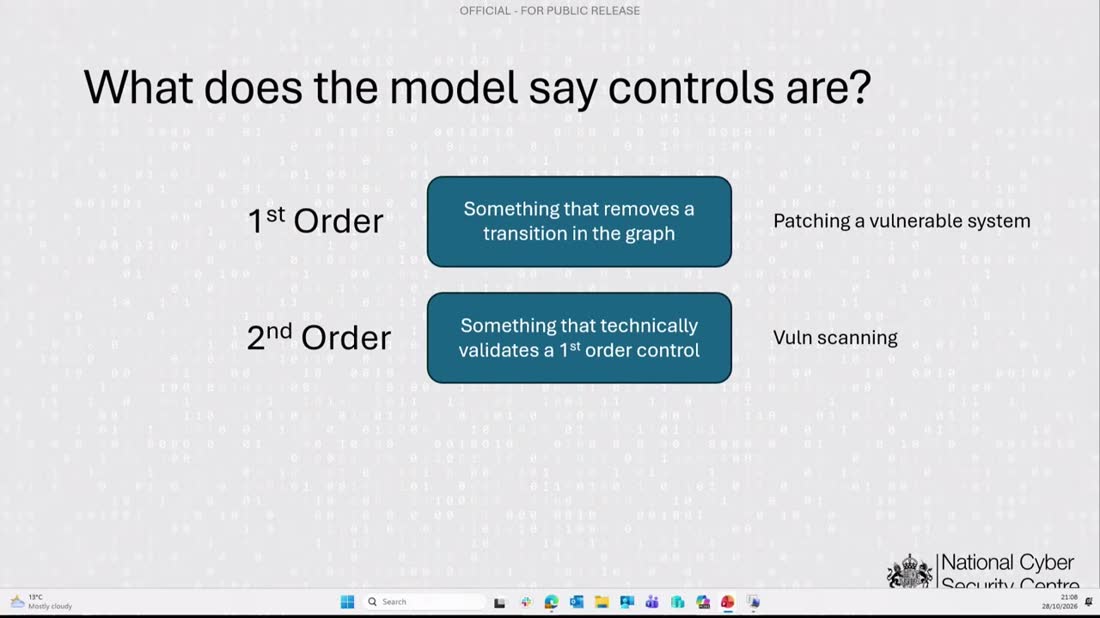 OFFICIAL - FOR PUBLIC RELEASE
What does the model say controls are?
1st Order
Something that removes a
transition in the graph
Patching a vulnerable system
2nd Order
Something that technically
validates a 1st order control
Vuln scanning
National Cyber
Security Centre
13°C
Mostly cloudy
Search
21:08
28/10/2026